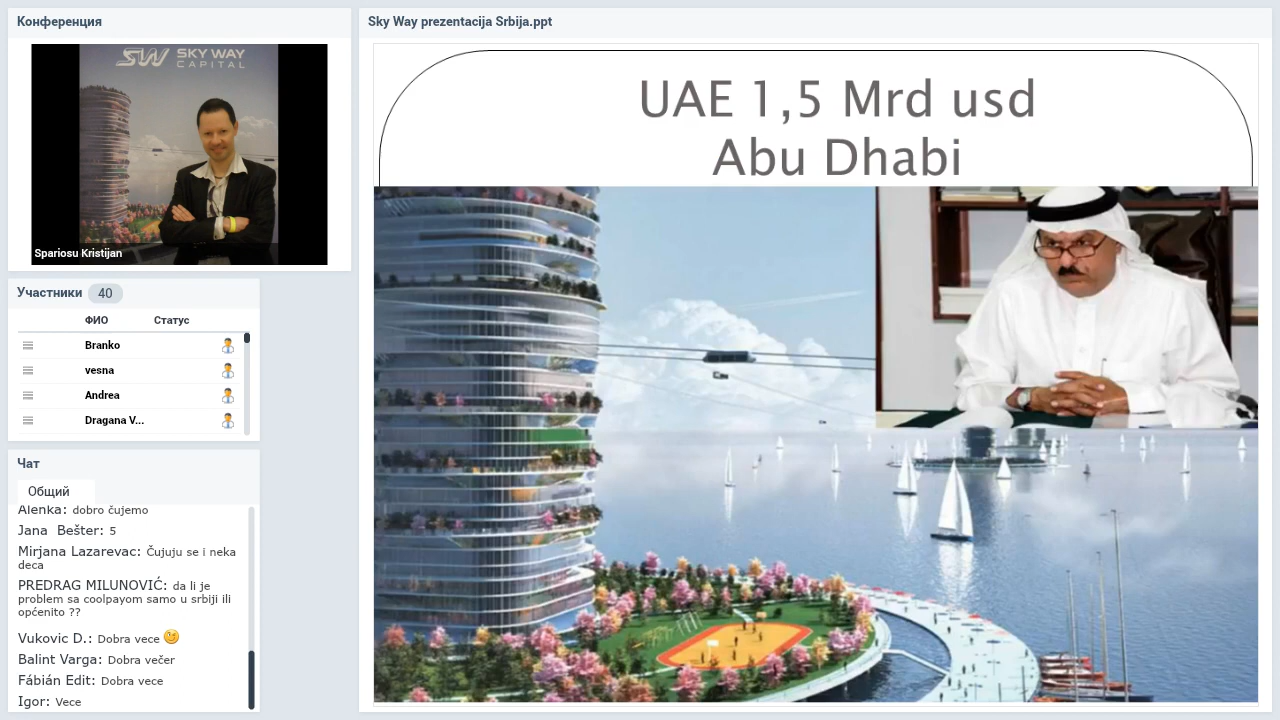 Конференция
SKY WAY
CAPITAL
Spariosu Kristijan
Участники 40
ФИО Статус
Branko
vesna
Andrea
Dragana V...
Чат
Общий
Alenka: dobro čujemo
Jana Bešter: 5
Mirjana Lazarevac: Čujuju se i neka
deca
PREDRAG MILUNOVIĆ: da li je
problem sa coolpayom samo u srbiji ili
općenito ??
Vukovic D.: Dobra vece
Balint Varga: Dobra večer
Fábián Edit: Dobra vece
Igor: Vece
Sky Way prezentacija Srbija.ppt
UAE 1,5 Mrd usd
Abu Dhabi